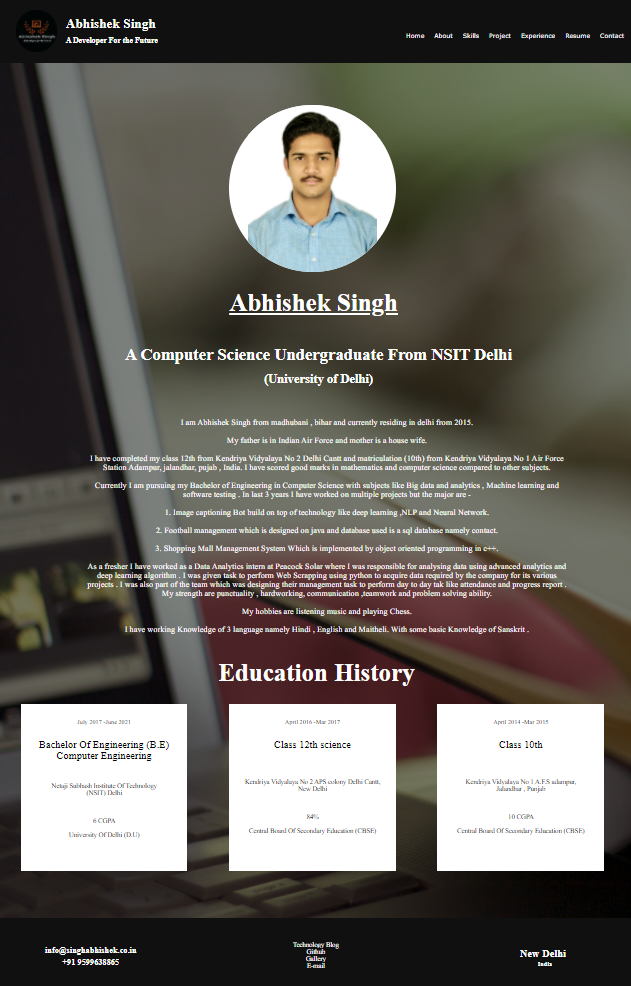 Abhishek Singh
A Developer For the Future
Home About Skills Project Experience Resume Contact
Abhishek Singh
A Computer Science Undergraduate From NSIT Delhi
(University of Delhi)
I am Abhishek Singh from madhubani , bihar and currently residing in delhi from 2015.
My father is in Indian Air Force and mother is a house wife.
I have completed my class 12th from Kendriya Vidyalaya No 2 Delhi Cantt and matriculation (10th) from Kendriya Vidyalaya No 1 Air Force
Station Adampur, jalandhar, pujab , India. I have scored good marks in mathematics and computer science compared to other subjects.
Currently I am pursuing my Bachelor of Engineering in Computer Science with subjects like Big data and analytics , Machine learning and
software testing . In last 3 years I have worked on multiple projects but the major are -
1. Image captioning Bot build on top of technology like deep learning ,NLP and Neural Network.
2. Football management which is designed on java and database used is a sql database namely contact.
3. Shopping Mall Management System Which is implemented by object oriented programming in c++.
As a fresher I have worked as a Data Analytics intern at Peacock Solar where I was responsible for analysing data using advanced analytics and
deep learning algorithm . I was given task to perform Web Scrapping using python to acquire data required by the company for its various
projects . I was also part of the team which was designing their management task to perform day to day tak like attendance and progress report .
My strength are punctuality , hardworking, communication ,teamwork and problem solving ability.
My hobbies are listening music and playing Chess.
I have working Knowledge of 3 language namely Hindi , English and Maitheli. With some basic Knowledge of Sanskrit .
Education History
July 2017 -June 2021
Bachelor Of Engineering (B.E)
Computer Engineering
Netaji Subhash Institute Of Technology
(NSIT) Delhi
6 CGPA
University Of Delhi (D.U)
April 2016 -Mar 2017
Class 12th science
Kendriya Vidyalaya No 2 APS colony Delhi Cantt,
New Delhi
84%
Central Board Of Secondary Education (CBSE)
April 2014 -Mar 2015
Class 10th
Kendriya Vidyalaya No 1 A.F.S adampur,
Jalandhar , Punjab
10 CGPA
Central Board Of Secondary Education (CBSE)
info@singhabhishek.co.in
+91 9599638865
Technology Blog
Github
Gallery
E-mail
New Delhi
India